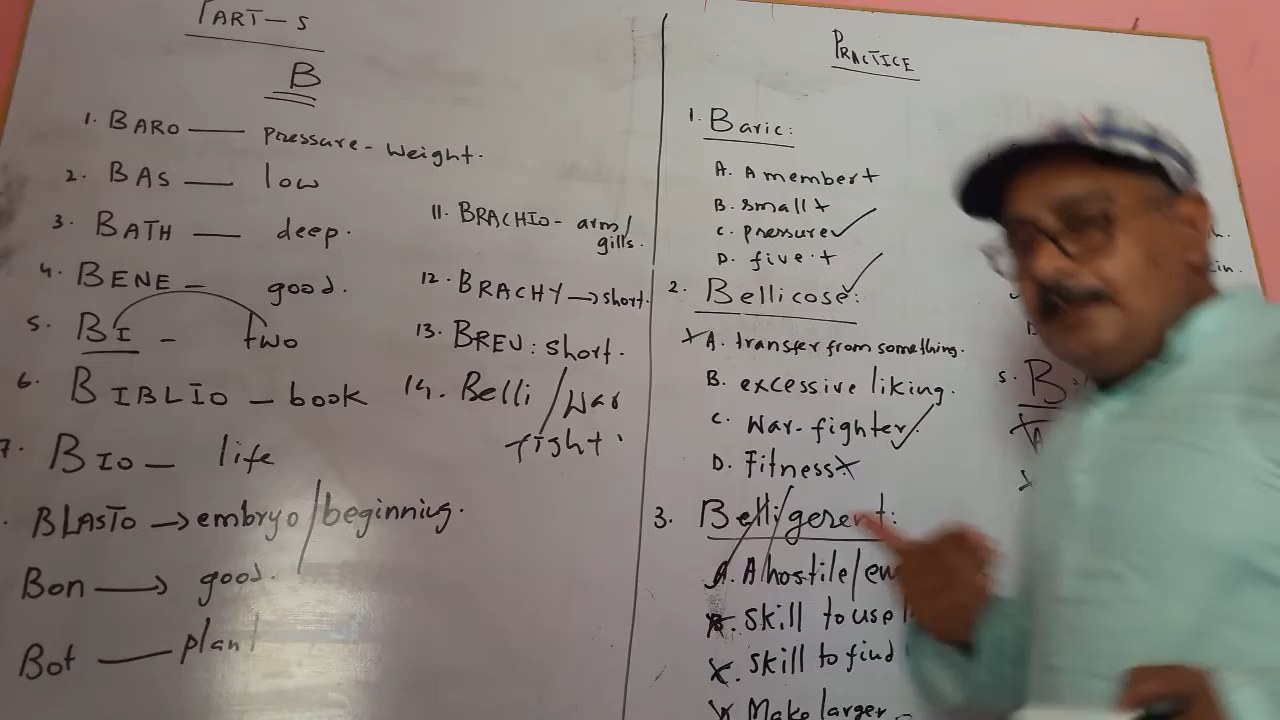 PART-5
B
1. BARO — Pressure-Weight.
2. BAS — low
3. BATH — deep.
4. BENE — good.
5. BI - two
6. BIBLIO - book
7. BIO - life
. BLASTO → embryo/beginning.
Bon → good.
Bot — plant
11. BRACHIO- arm/
gills.
12. BRACHY → short.
13. BREV: short.
14. Belli/War
fight.
PRACTICE
1. Baric:
A. A member
B. small
C. pressure
D. five.
2. Bellicose:
A. transfer from something.
B. excessive liking.
C. War-fighter.
D. Fitness
3. Belli/gerent:
A. A hostile/
B. Skill to use
Skill to find
Make larger
5. B
A